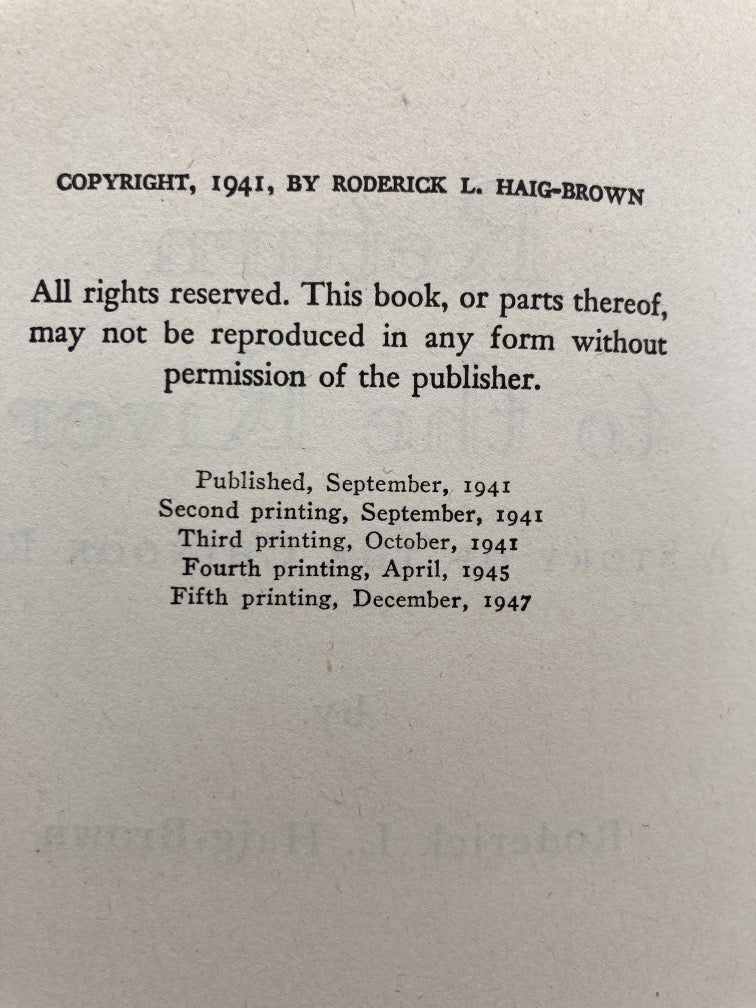 COPYRIGHT, 1941, BY RODERICK L. HAIG-BROWN
All rights reserved. This book, or parts thereof,
may not be reproduced in any form without
permission of the publisher.
Published, September, 1941
Second printing, September, 1941
Third printing, October, 1941
Fourth printing, April, 1945
Fifth printing, December, 1947